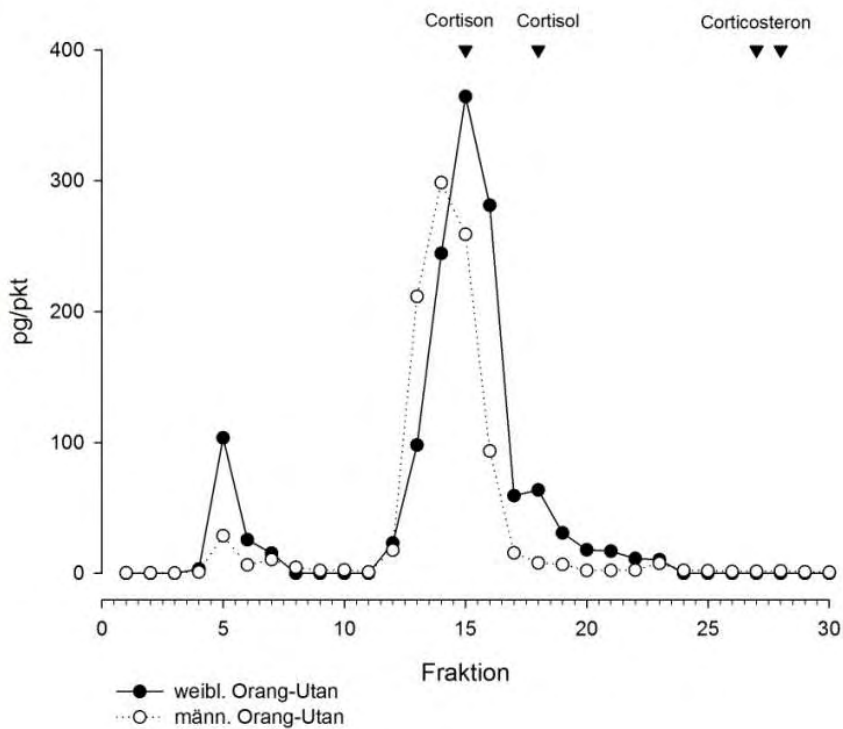 Cortison Cortisol Corticosteron
400
300
200
100
0
pg/pkt
0 5 10 15 20 25 30
Fraktion
weibl. Orang-Utan
männ. Orang-Utan